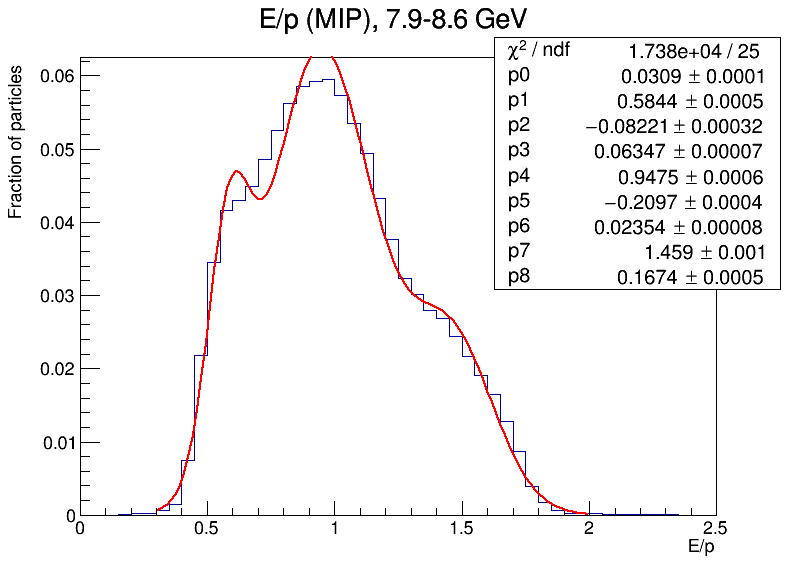 E/p (MIP), 7.9-8.6 GeV
χ² / ndf 1.738e+04 / 25
p0 0.0309 ± 0.0001
p1 0.5844 ± 0.0005
p2 −0.08221 ± 0.00032
p3 0.06347 ± 0.00007
p4 0.9475 ± 0.0006
p5 −0.2097 ± 0.0004
p6 0.02354 ± 0.00008
p7 1.459 ± 0.001
p8 0.1674 ± 0.0005
Fraction of particles
0.06
0.05
0.04
0.03
0.02
0.01
0
0 0.5 1 1.5 2 2.5
E/p